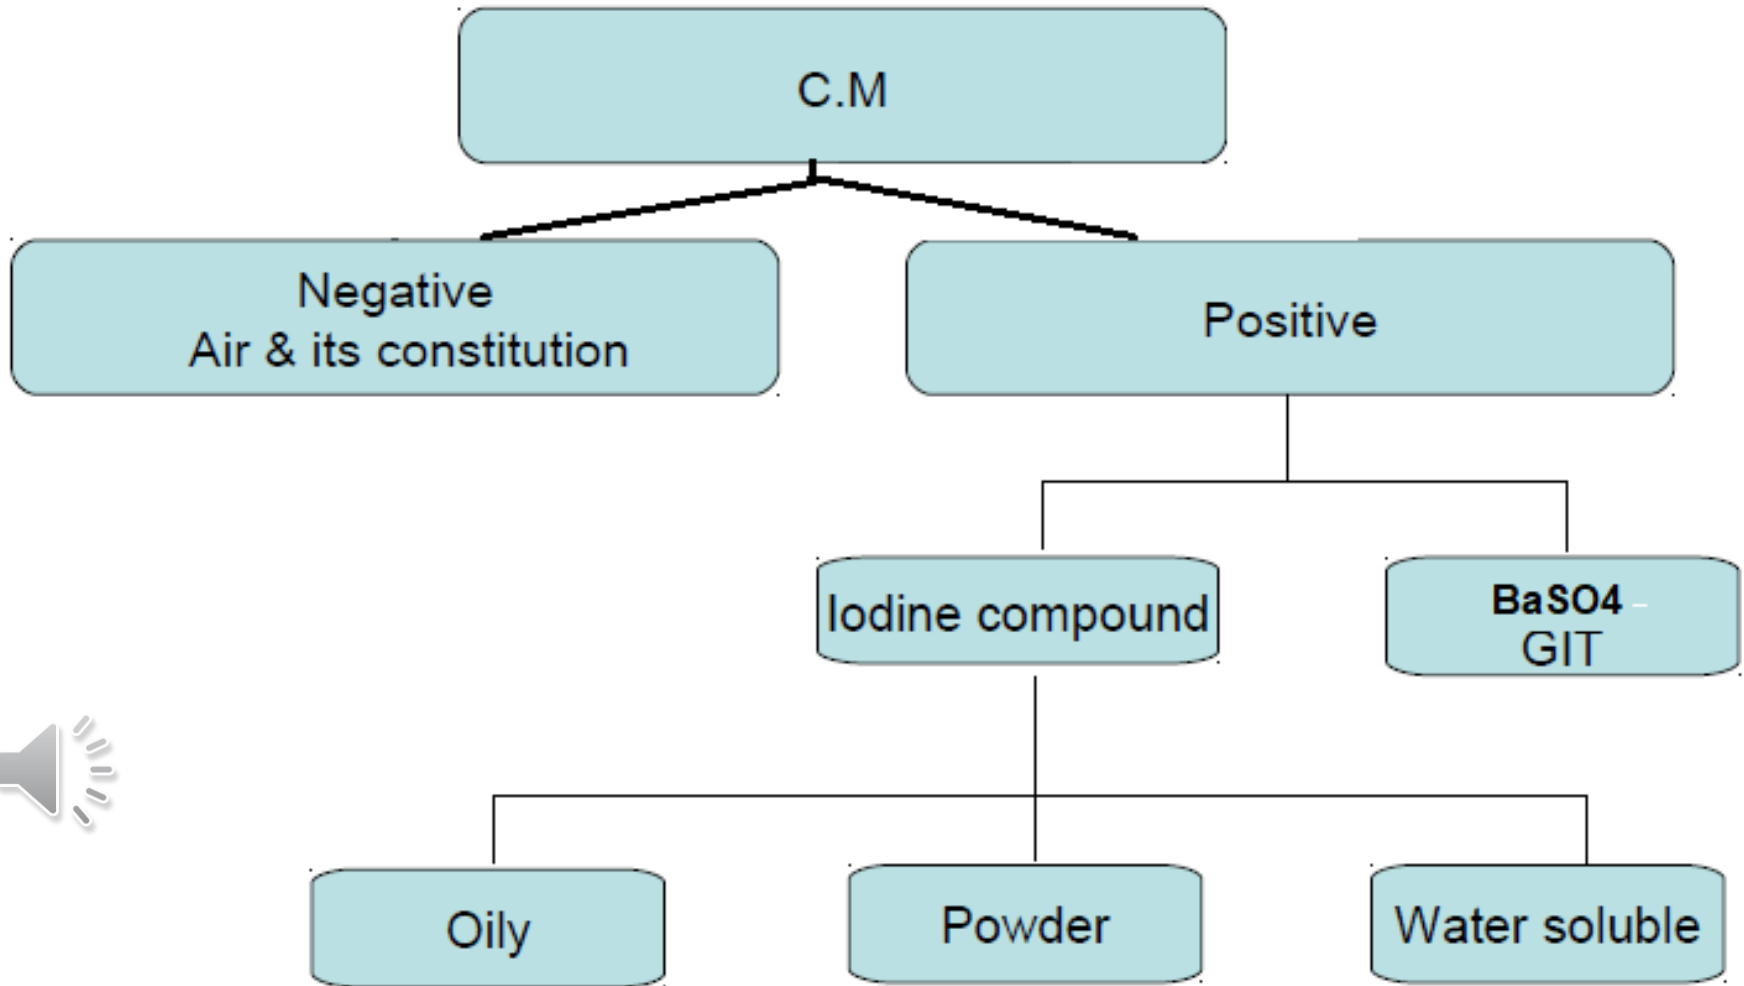 C.M
Negative
Air & its constitution
Positive
Iodine compound
BaSO4 –
GIT
Oily
Powder
Water soluble